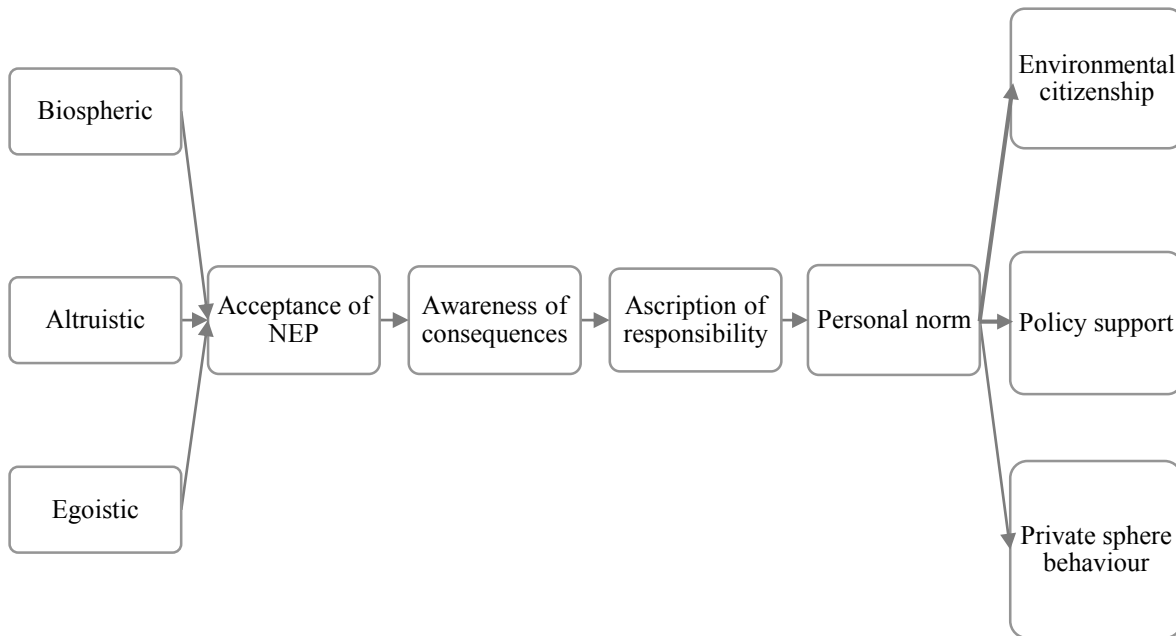 Biospheric
Altruistic
Egoistic
Acceptance of
NEP
Awareness of
consequences
Ascription of
responsibility
Personal norm
Environmental
citizenship
Policy support
Private sphere
behaviour